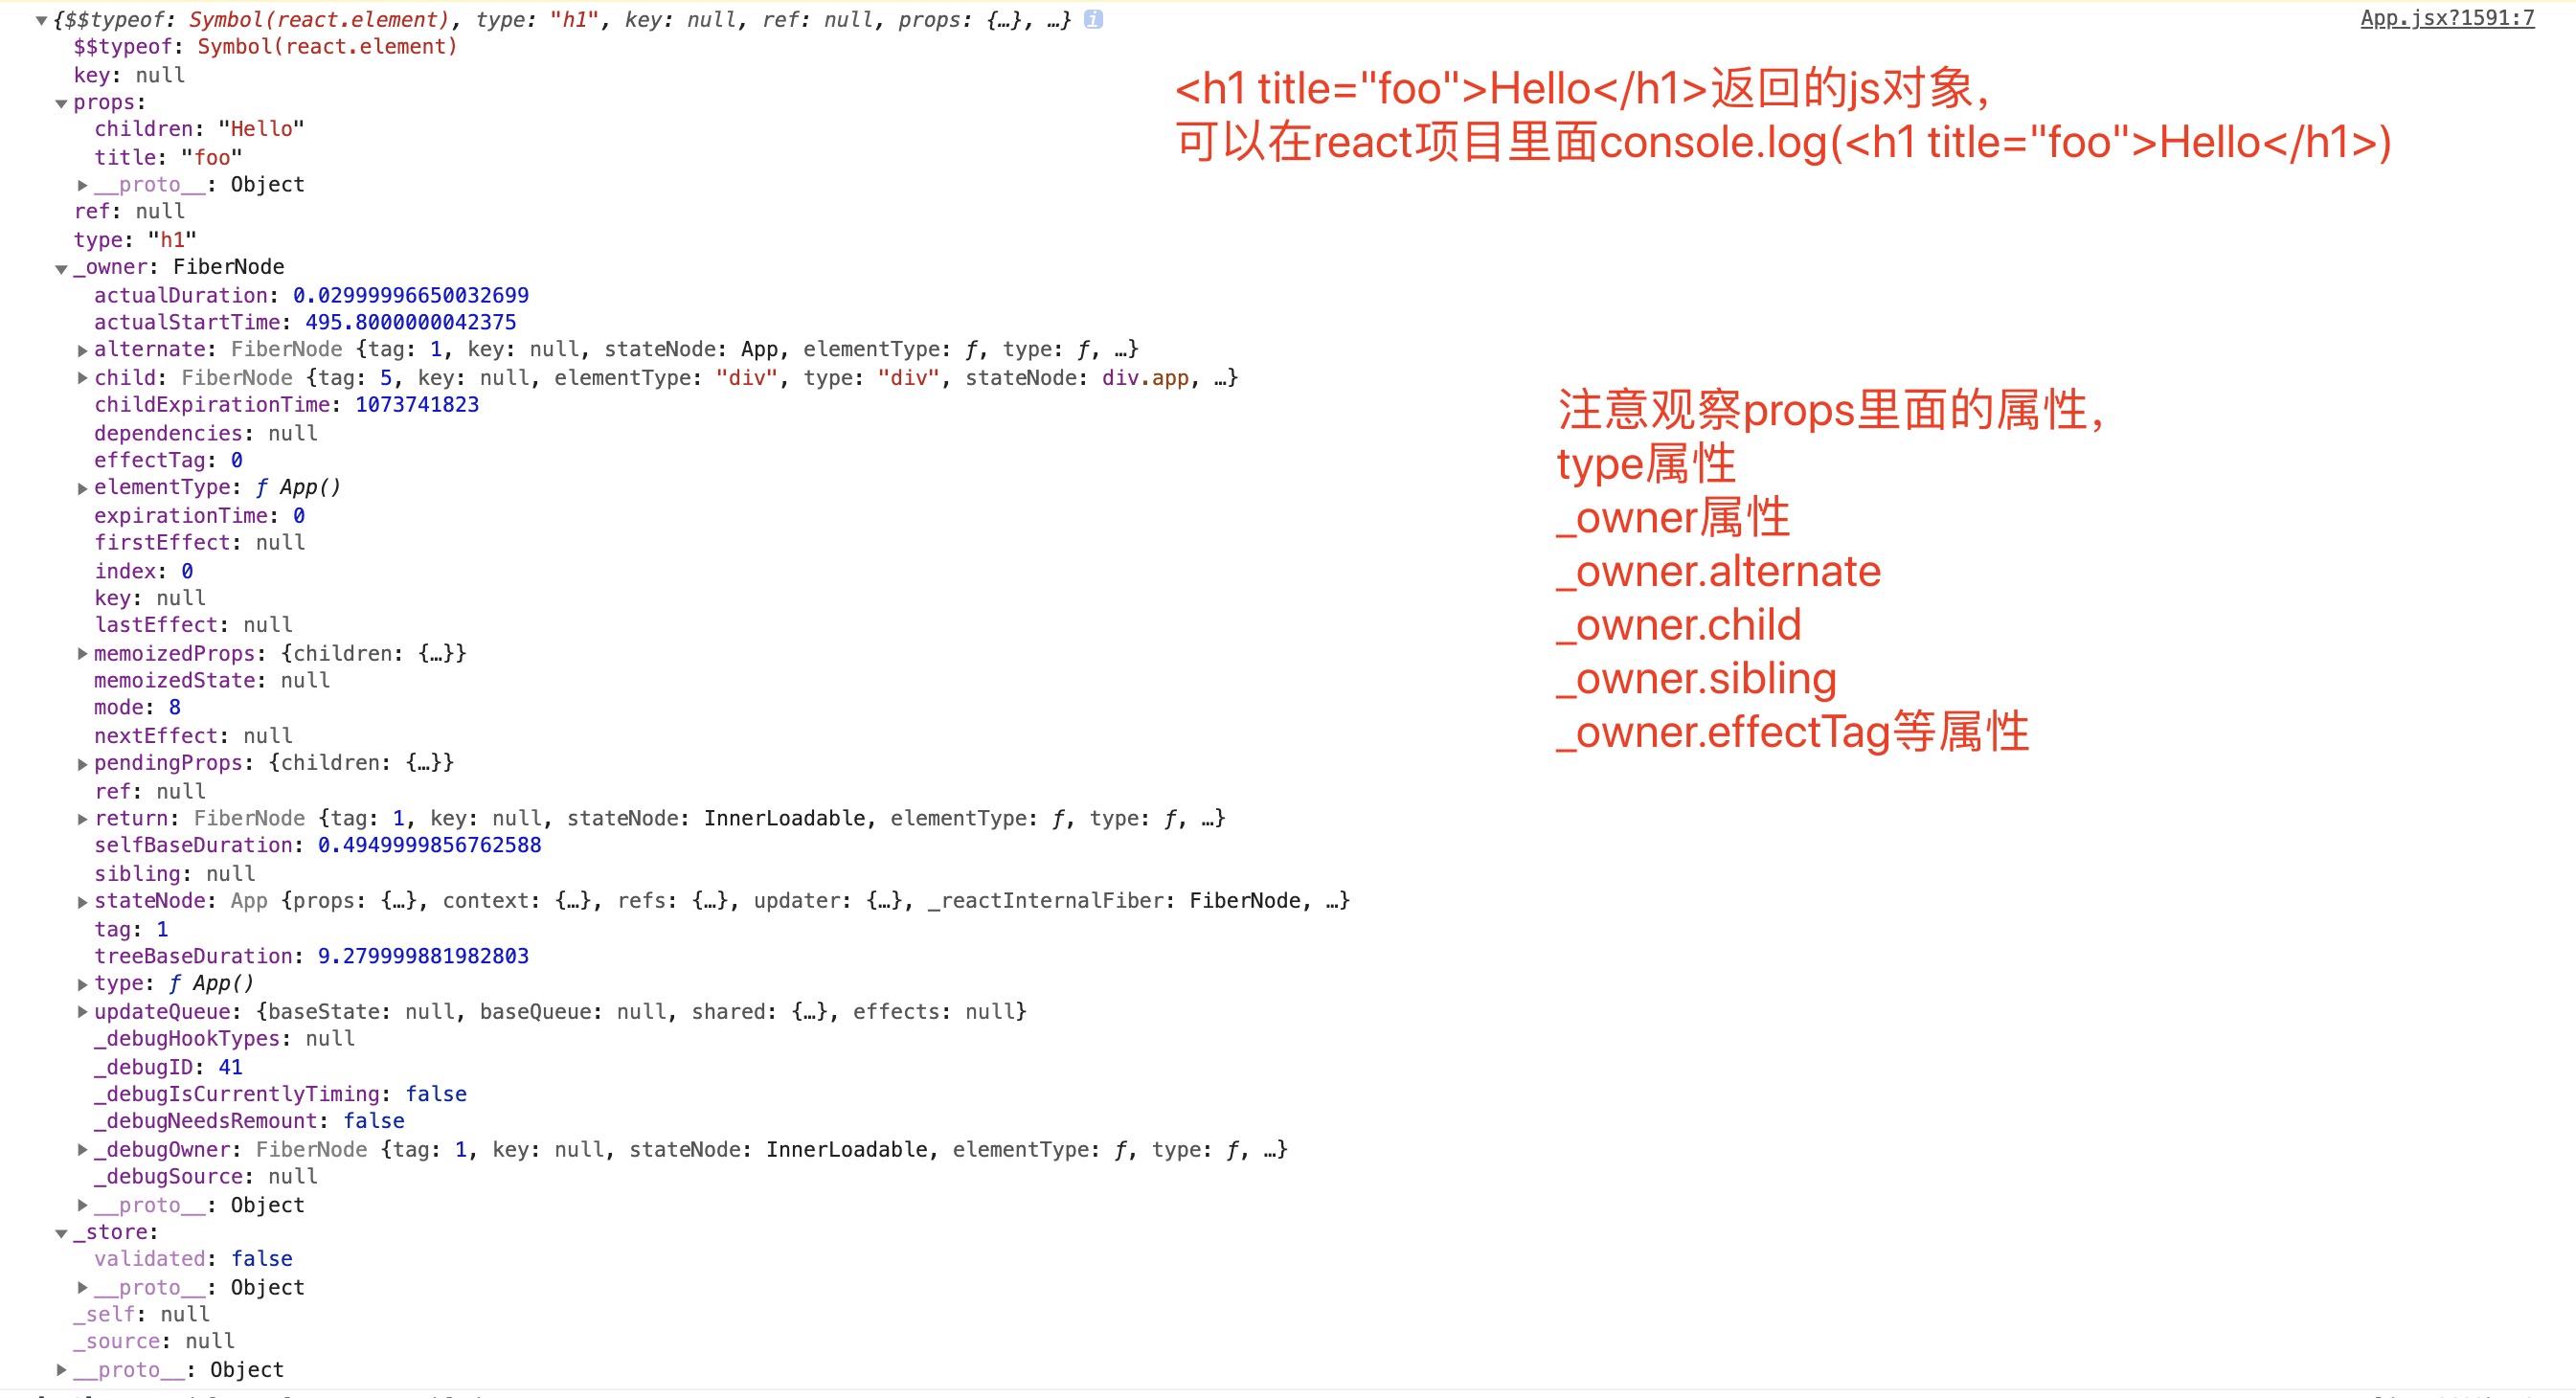 ▼{$$typeof: Symbol(react.element), type: "h1", key: null, ref: null, props: {…}, …} i
App.jsx?1591:7
$$typeof: Symbol(react.element)
key: null
▼props:
children: "Hello"
title: "foo"
▶__proto__: Object
ref: null
type: "h1"
▼_owner: FiberNode
actualDuration: 0.02999996650032699
actualStartTime: 495.8000000042375
▶alternate: FiberNode {tag: 1, key: null, stateNode: App, elementType: ƒ, type: ƒ, …}
▶child: FiberNode {tag: 5, key: null, elementType: "div", type: "div", stateNode: div.app, …}
childExpirationTime: 1073741823
dependencies: null
effectTag: 0
▶elementType: ƒ App()
expirationTime: 0
firstEffect: null
index: 0
key: null
lastEffect: null
▶memoizedProps: {children: {…}}
memoizedState: null
mode: 8
nextEffect: null
▶pendingProps: {children: {…}}
ref: null
▶return: FiberNode {tag: 1, key: null, stateNode: InnerLoadable, elementType: ƒ, type: ƒ, …}
selfBaseDuration: 0.4949999856762588
sibling: null
▶stateNode: App {props: {…}, context: {…}, refs: {…}, updater: {…}, _reactInternalFiber: FiberNode, …}
tag: 1
treeBaseDuration: 9.279999881982803
▶type: ƒ App()
▶updateQueue: {baseState: null, baseQueue: null, shared: {…}, effects: null}
_debugHookTypes: null
_debugID: 41
_debugIsCurrentlyTiming: false
_debugNeedsRemount: false
▶_debugOwner: FiberNode {tag: 1, key: null, stateNode: InnerLoadable, elementType: ƒ, type: ƒ, …}
_debugSource: null
▶__proto__: Object
▼_store:
validated: false
▶__proto__: Object
_self: null
_source: null
▶__proto__: Object
<h1 title="foo">Hello</h1>返回的js对象，
可以在react项目里面console.log(<h1 title="foo">Hello</h1>)
注意观察props里面的属性，
type属性
_owner属性
_owner.alternate
_owner.child
_owner.sibling
_owner.effectTag等属性